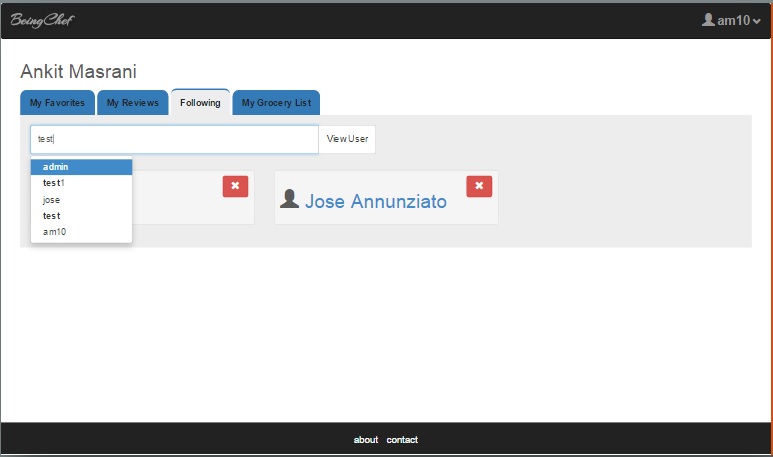 BeingChef
am10
Ankit Masrani
My Favorites My Reviews Following My Grocery List
test View User
admin
test1
jose
test
am10
Jose Annunziato
about contact